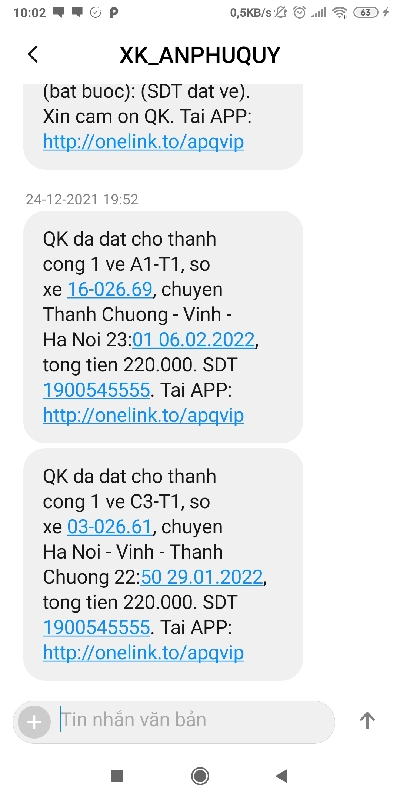 10:02
0,5KB/s
63
XK_ANPHUQUY
(bat buoc): (SDT dat ve).
Xin cam on QK. Tai APP:
http://onelink.to/apqvip
24-12-2021 19:52
QK da dat cho thanh
cong 1 ve A1-T1, so
xe 16-026.69, chuyen
Thanh Chuong - Vinh -
Ha Noi 23:01 06.02.2022,
tong tien 220.000. SDT
1900545555. Tai APP:
http://onelink.to/apqvip
QK da dat cho thanh
cong 1 ve C3-T1, so
xe 03-026.61, chuyen
Ha Noi - Vinh - Thanh
Chuong 22:50 29.01.2022,
tong tien 220.000. SDT
1900545555. Tai APP:
http://onelink.to/apqvip
Tin nhắn văn bản